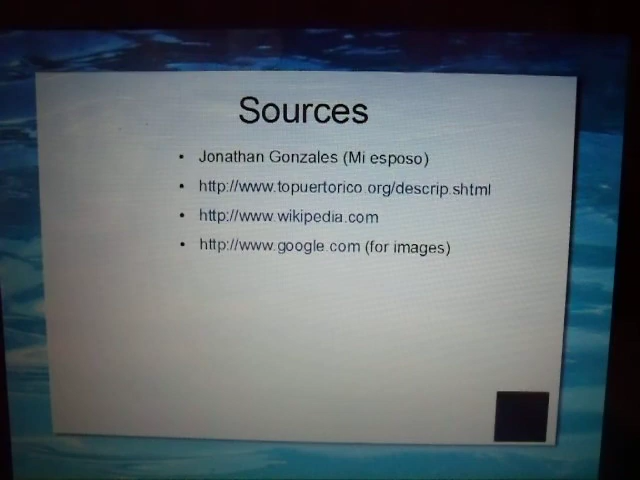 Sources
• Jonathan Gonzales (Mi esposo)
• http://www.topuertorico.org/descrip.shtml
• http://www.wikipedia.com
• http://www.google.com (for images)